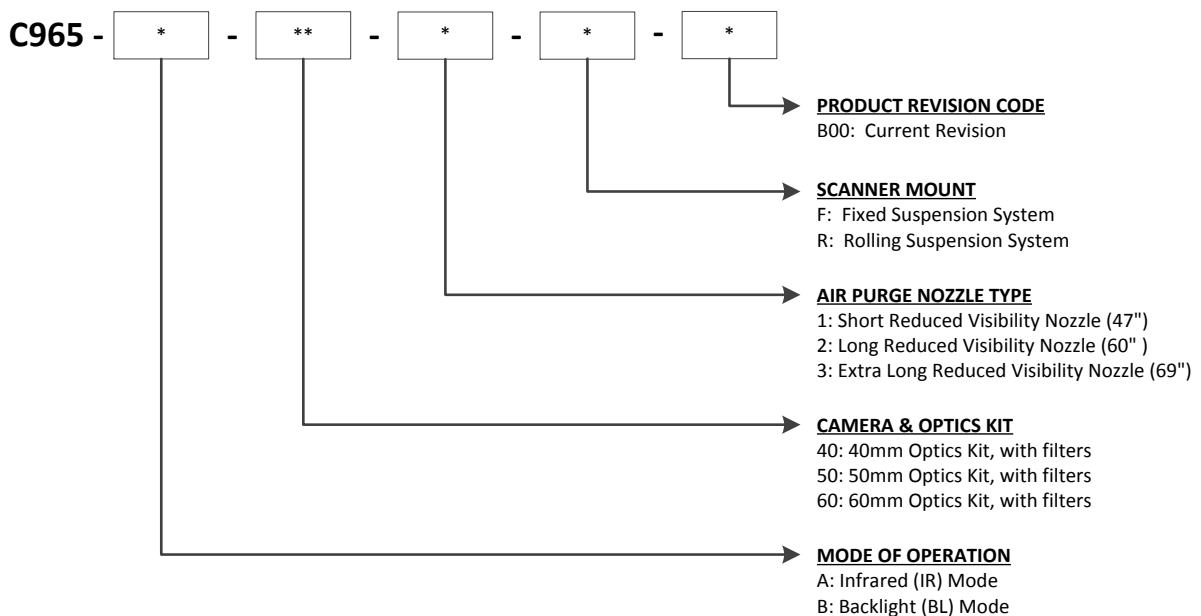 C965 - * - ** - * - * - *
PRODUCT REVISION CODE
B00: Current Revision
SCANNER MOUNT
F: Fixed Suspension System
R: Rolling Suspension System
AIR PURGE NOZZLE TYPE
1: Short Reduced Visibility Nozzle (47")
2: Long Reduced Visibility Nozzle (60" )
3: Extra Long Reduced Visibility Nozzle (69")
CAMERA & OPTICS KIT
40: 40mm Optics Kit, with filters
50: 50mm Optics Kit, with filters
60: 60mm Optics Kit, with filters
MODE OF OPERATION
A: Infrared (IR) Mode
B: Backlight (BL) Mode